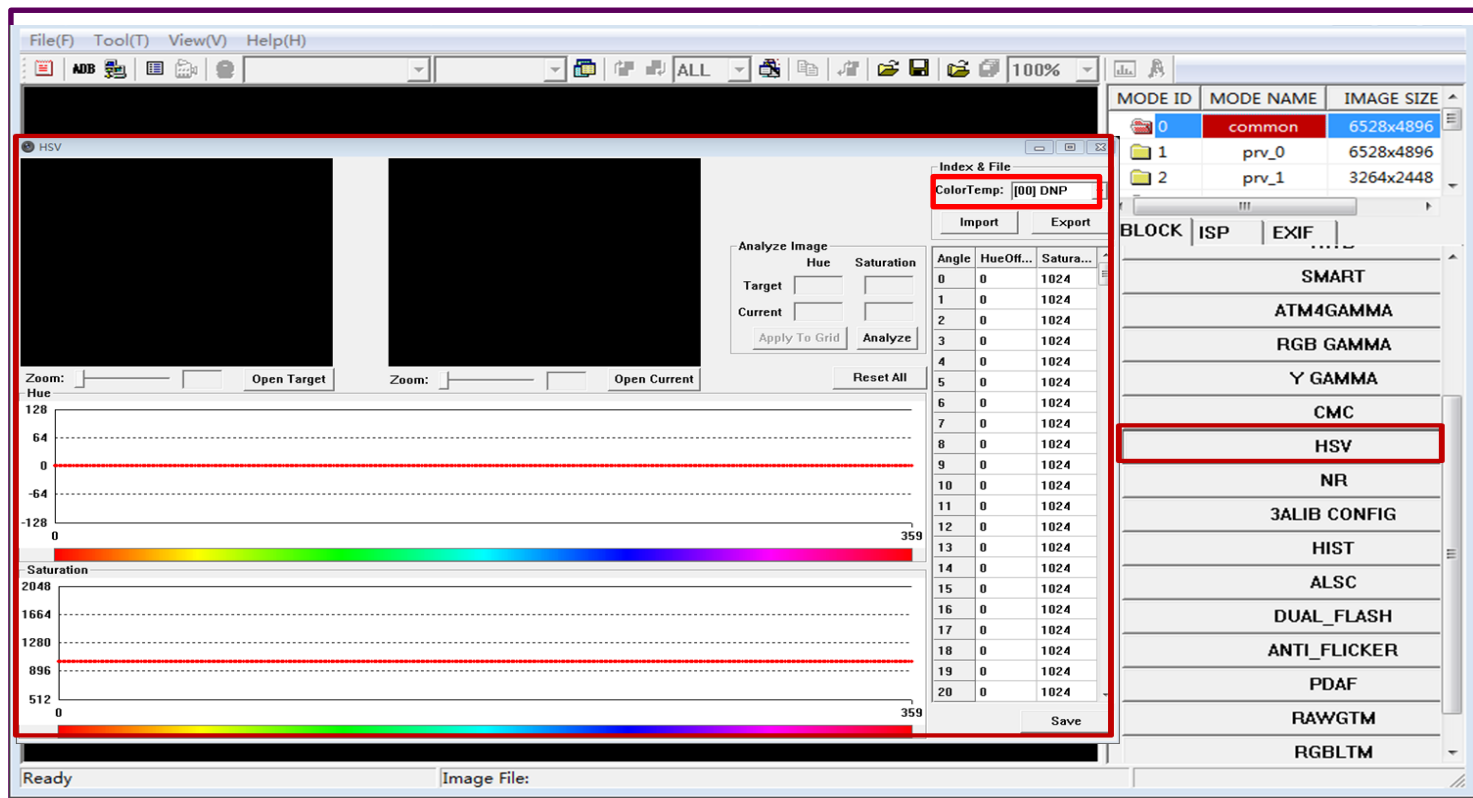 File(F) Tool(T) View(V) Help(H)
ADB ALL 100%
MODE ID MODE NAME IMAGE SIZE
0 common 6528x4896
1 prv_0 6528x4896
2 prv_1 3264x2448
BLOCK ISP EXIF
SMART
ATM4GAMMA
RGB GAMMA
Y GAMMA
CMC
HSV
NR
3ALIB CONFIG
HIST
ALSC
DUAL_FLASH
ANTI_FLICKER
PDAF
RAWGTM
RGBLTM
HSV
Index & File
ColorTemp: [00] DNP
Import Export
Analyze Image
Hue Saturation
Target
Current
Apply To Grid Analyze
Zoom: Open Target Zoom: Open Current Reset All
Hue
128
64
0
-64
-128
0 359
Saturation
2048
1664
1280
896
512
0 359
Angle HueOff... Satura...
0 0 1024
1 0 1024
2 0 1024
3 0 1024
4 0 1024
5 0 1024
6 0 1024
7 0 1024
8 0 1024
9 0 1024
10 0 1024
11 0 1024
12 0 1024
13 0 1024
14 0 1024
15 0 1024
16 0 1024
17 0 1024
18 0 1024
19 0 1024
20 0 1024
Save
Ready Image File: